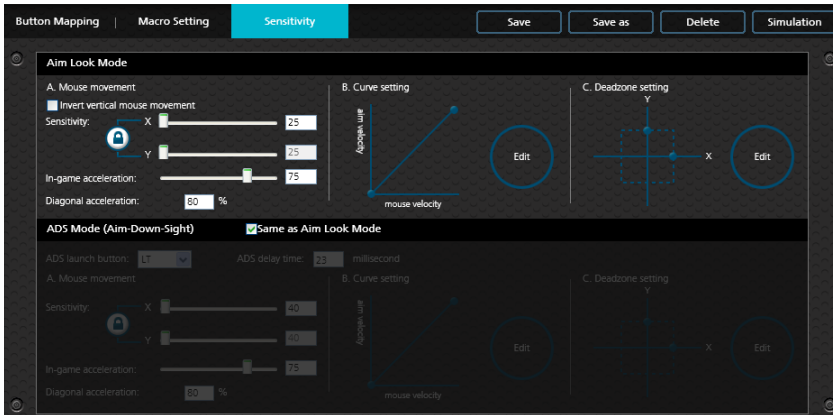 Button Mapping | Macro Setting Sensitivity Save Save as Delete Simulation
Aim Look Mode
A. Mouse movement B. Curve setting C. Deadzone setting
Y
Invert vertical mouse movement
Sensitivity: X 25
aim velocity
Edit X Edit
Y 25
In-game acceleration: 75
Diagonal acceleration: 80 %
mouse velocity
ADS Mode (Aim-Down-Sight) Same as Aim Look Mode
ADS launch button: LT ADS delay time: 23 millisecond
A. Mouse movement B. Curve setting C. Deadzone setting
Y
Sensitivity: X 40
aim velocity
Y 40
Edit X Edit
In-game acceleration: 75
Diagonal acceleration: 80 %
mouse velocity